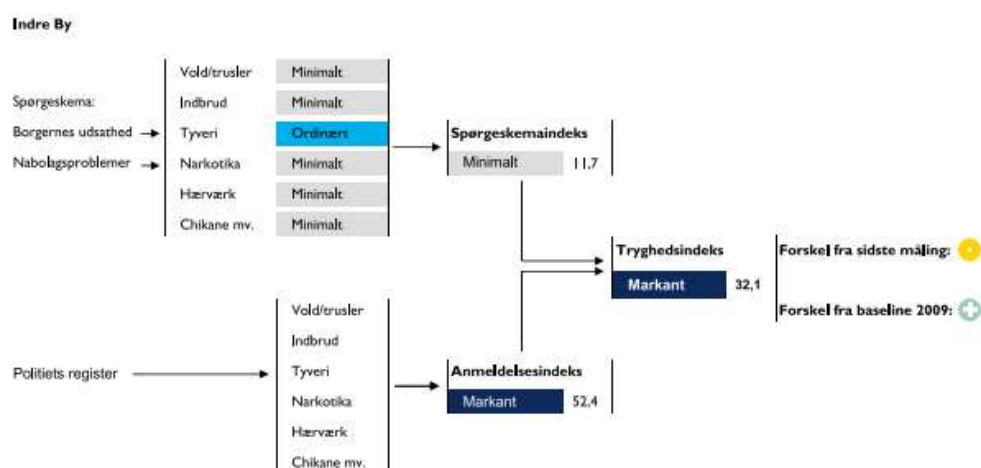 Indre By
Vold/trusler Minimalt
Spørgeskema: Indbrud Minimalt
Borgernes udsathed Tyveri Ordinært Spørgeskemaindeks
Nabolagsproblemer Narkotika Minimalt Minimalt 11,7
Hærværk Minimalt
Chikane mv. Minimalt
Tryghedsindeks Forskel fra sidste måling:
Markant 32,1
Vold/trusler Forskel fra baseline 2009:
Indbrud
Politiets register Tyveri Anmeldelsesindeks
Narkotika Markant 52,4
Hærværk
Chikane mv.